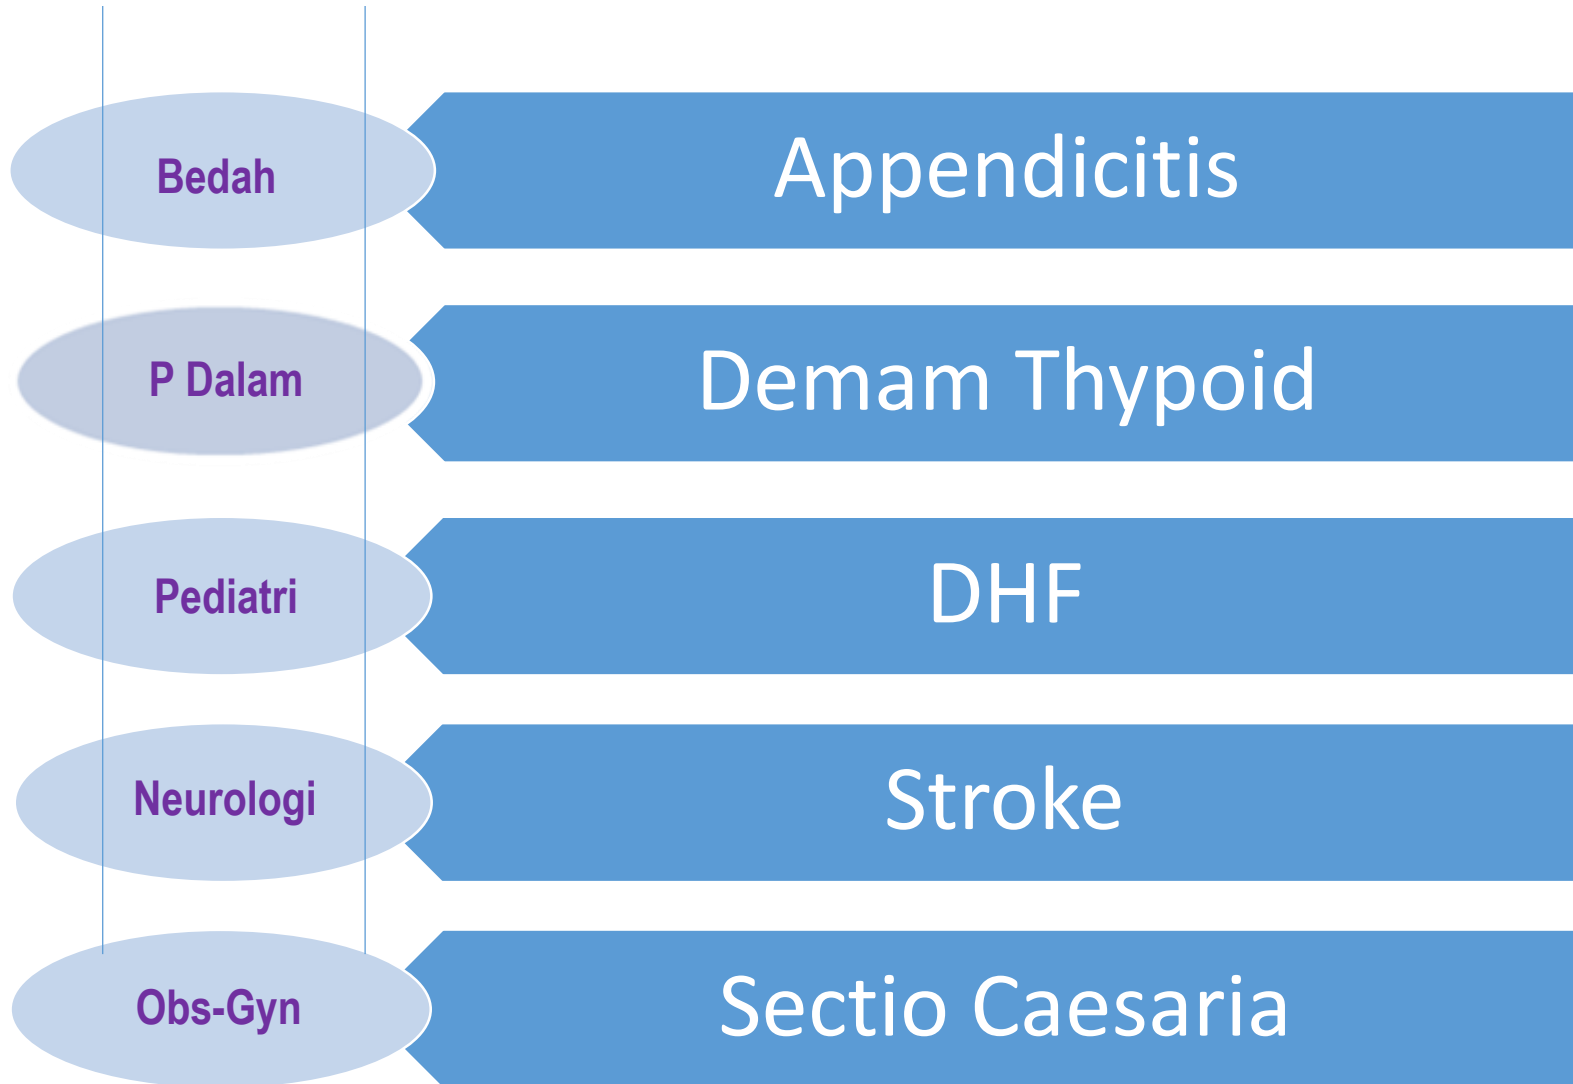 Bedah
Appendicitis
P Dalam
Demam Thypoid
Pediatri
DHF
Neurologi
Stroke
Obs-Gyn
Sectio Caesaria